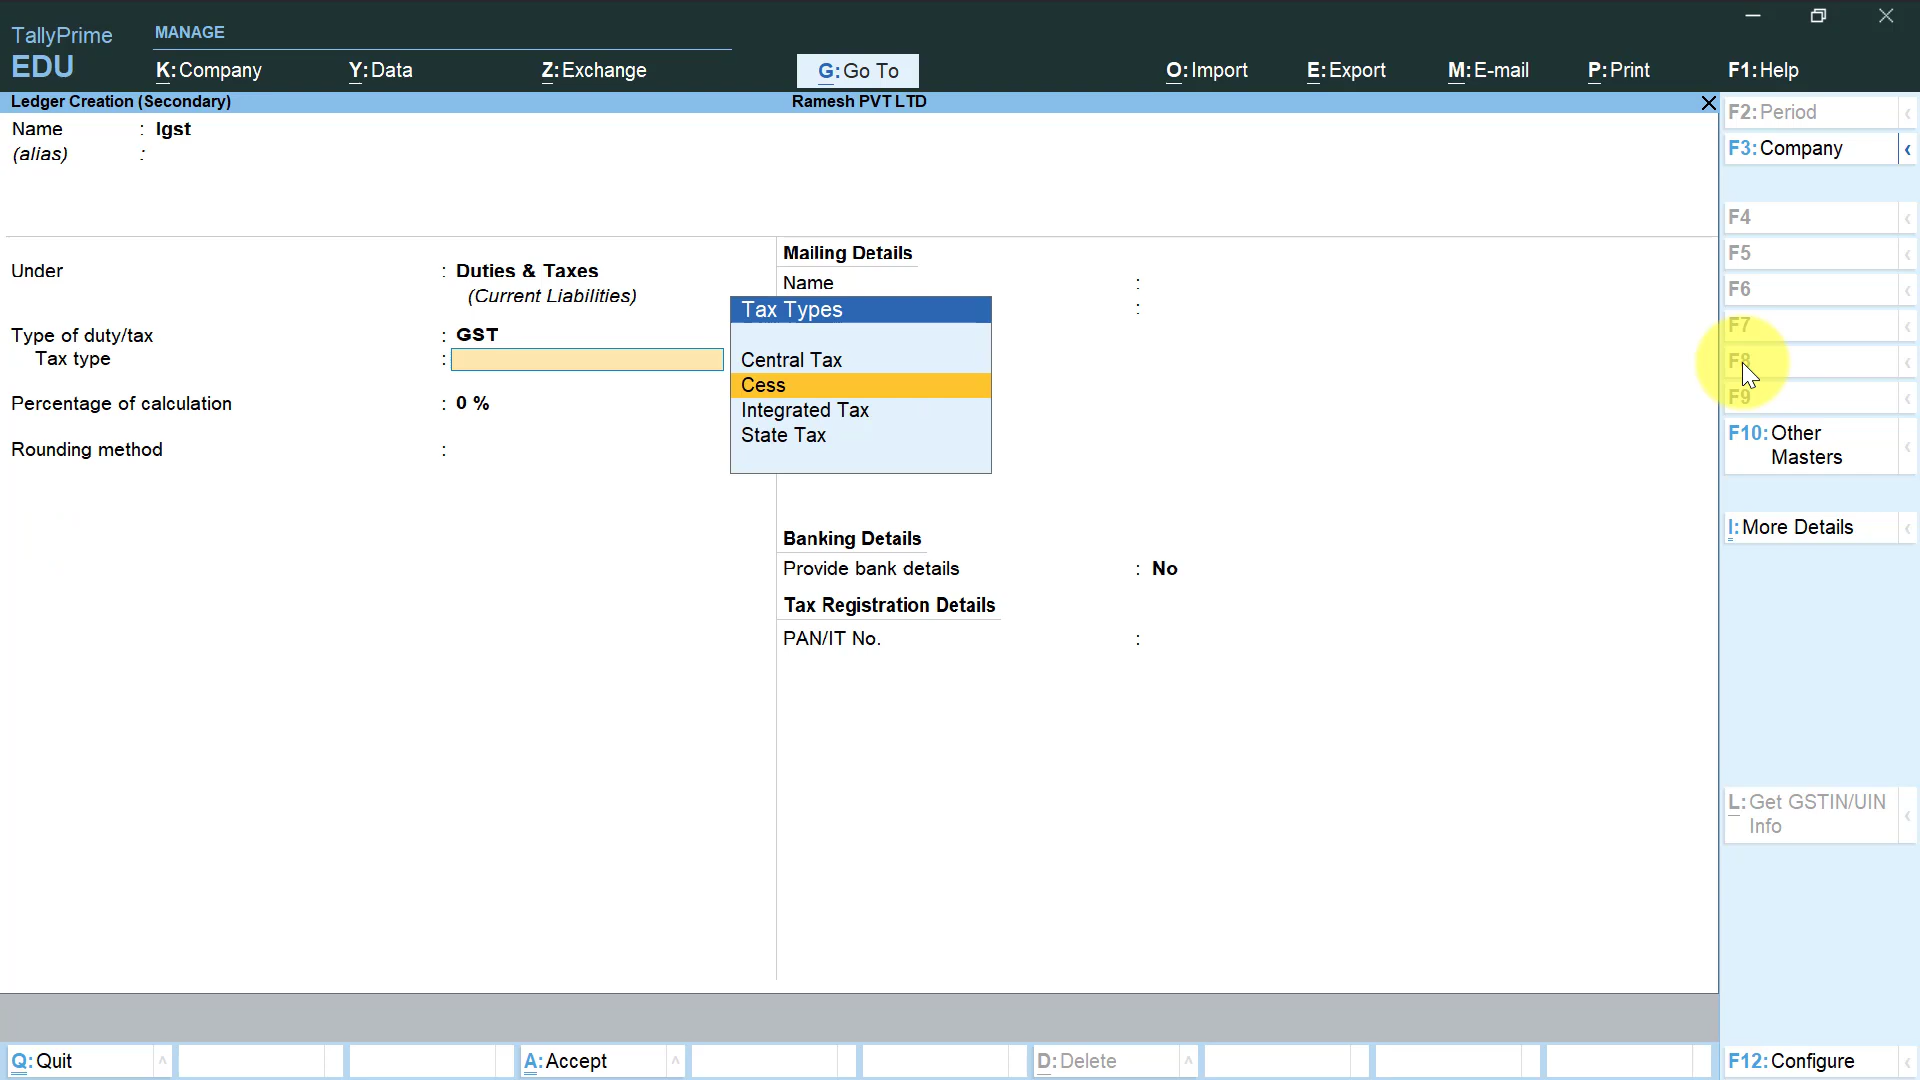 TallyPrime
EDU
MANAGE
K:Company
Y:Data
Z:Exchange
G:Go To
O:Import
E:Export
M:E-mail
P:Print
F1:Help
Ledger Creation (Secondary)
Ramesh PVT LTD
Name : Igst
(alias) :
Under : Duties & Taxes
(Current Liabilities)
Type of duty/tax : GST
Tax type :
Percentage of calculation : 0 %
Rounding method :
Mailing Details
Name :
:
Tax Types
Central Tax
Cess
Integrated Tax
State Tax
Banking Details
Provide bank details : No
Tax Registration Details
PAN/IT No. :
F2:Period
F3:Company
F4
F5
F6
F7
F8
F9
F10:Other
Masters
I:More Details
L:Get GSTIN/UIN
Info
Q:Quit
A:Accept
D:Delete
F12:Configure